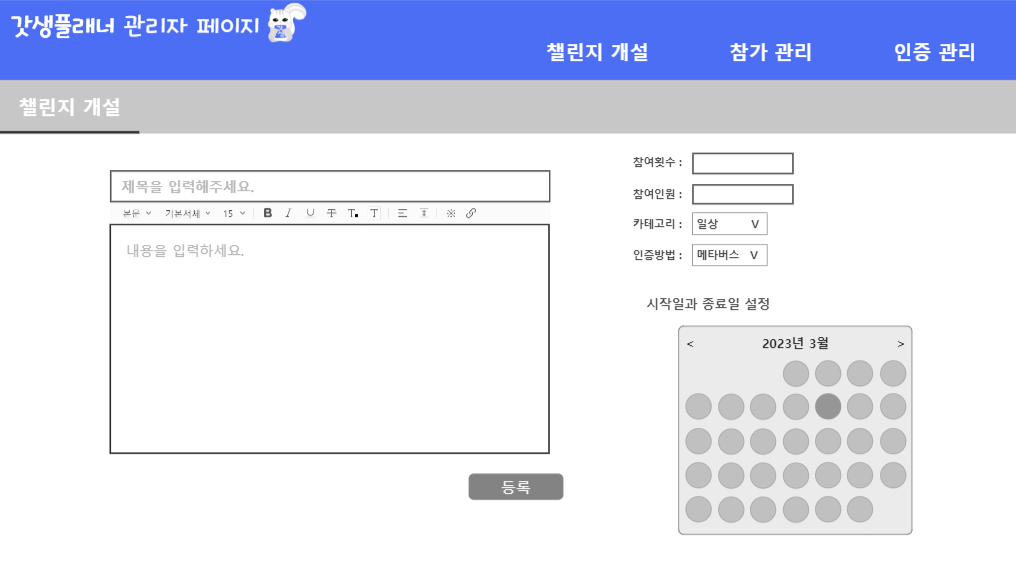 갓생플래너 관리자 페이지
챌린지 개설 참가 관리 인증 관리
챌린지 개설
제목을 입력해주세요.
본문 기본서체 15 B I U T T. T
내용을 입력하세요.
등록
참여횟수 :
참여인원 :
카테고리 : 일상 V
인증방법 : 메타버스 V
시작일과 종료일 설정
< 2023년 3월 >